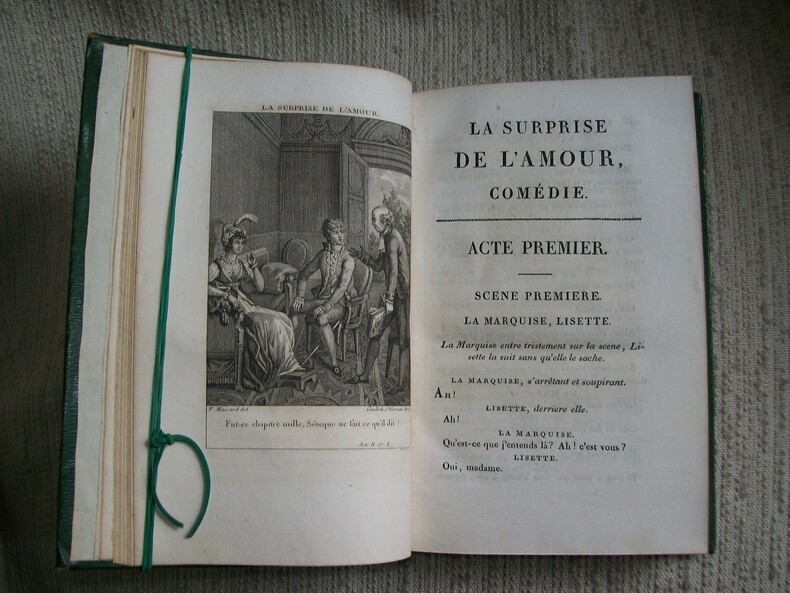 LA SURPRISE DE L'AMOUR.
Fut-ce chapitre mille, Sénèque ne fait ce qu'il dit !
LA SURPRISE
DE L'AMOUR,
COMÉDIE.
ACTE PREMIER.
SCENE PREMIERE.
LA MARQUISE, LISETTE.
La Marquise entre tristement sur la scene, Li-
sette la suit sans qu'elle le sache.
LA MARQUISE, s'arrêtant et soupirant.
Ah!
LISETTE, derriere elle.
Ah!
LA MARQUISE.
Qu'est-ce que j'entends là? Ah! c'est vous?
LISETTE.
Oui, madame.